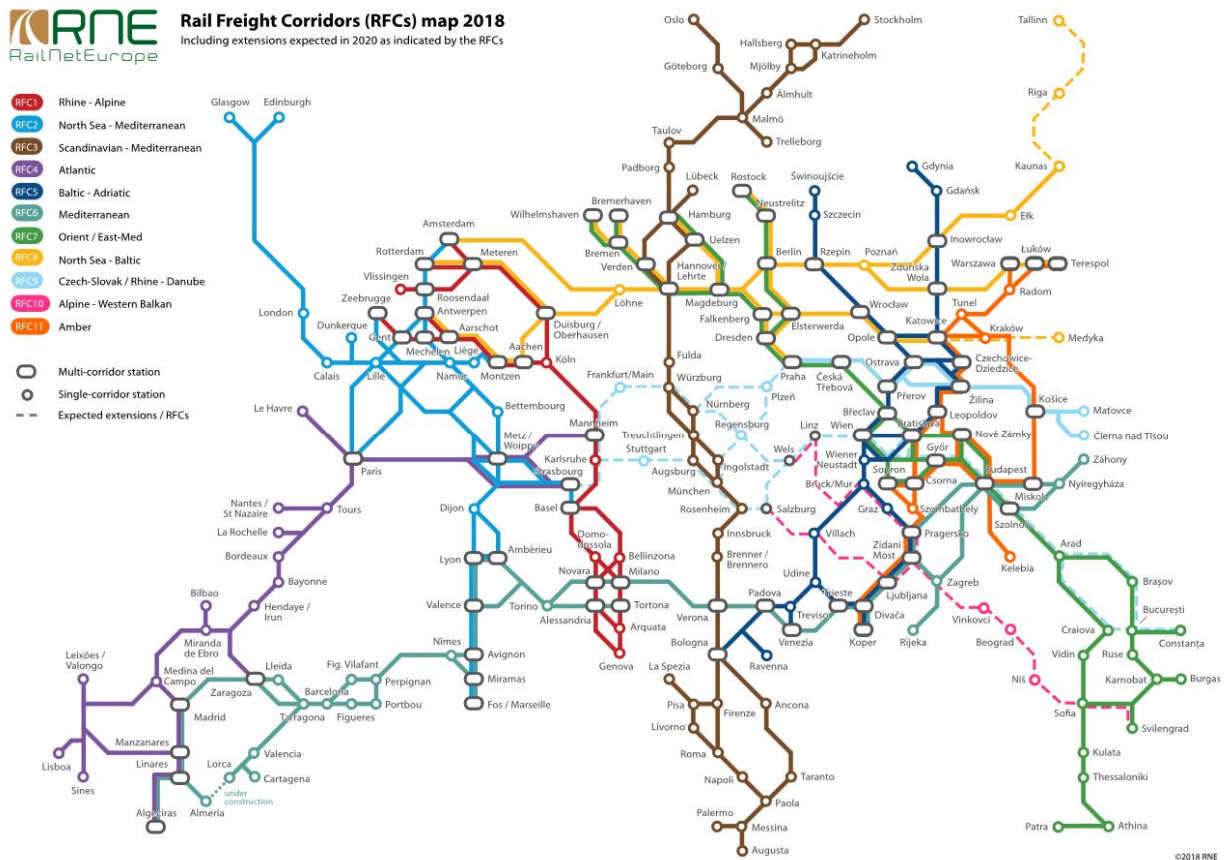 RNE
RailNetEurope
Rail Freight Corridors (RFCs) map 2018
Including extensions expected in 2020 as indicated by the RFCs
RFC1 Rhine - Alpine
RFC2 North Sea - Mediterranean
RFC3 Scandinavian - Mediterranean
RFC4 Atlantic
RFC5 Baltic - Adriatic
RFC6 Mediterranean
RFC7 Orient / East-Med
RFC8 North Sea - Baltic
RFC9 Czech-Slovak / Rhine - Danube
RFC10 Alpine - Western Balkan
RFC11 Amber
Multi-corridor station
Single-corridor station
Expected extensions / RFCs
Oslo
Stockholm
Tallinn
Hallsberg
Katrineholm
Göteborg
Mjölby
Älmhult
Riga
Glasgow
Edinburgh
Malmö
Taulov
Trelleborg
Padborg
Kaunas
Gdynia
Lübeck
Rostock
Świnoujście
Gdańsk
Wilhelmshaven
Bremerhaven
Hamburg
Neustrelitz
Szczecin
Ełk
Amsterdam
Uelzen
Inowrocław
Bremen
Verden
Rotterdam
Meteren
Hannover /
Lehrte
Berlin
Rzepin
Poznań
Zduńska
Wola
Warszawa
Łuków
Terespol
Vlissingen
Roosendaal
Löhne
Magdeburg
Radom
Zeebrugge
Antwerpen
Falkenberg
Elsterwerda
Wrocław
Tunel
London
Dunkerque
Aarschot
Duisburg /
Oberhausen
Katowice
Kraków
Gent
Mechelen
Liège
Aachen
Dresden
Opole
Medyka
Calais
Lille
Namur
Montzen
Köln
Fulda
Praha
Česká
Třebová
Ostrava
Czechowice-
Dziedzice
Frankfurt/Main
Würzburg
Plzeń
Přerov
Žilina
Le Havre
Bettembourg
Nürnberg
Břeclav
Leopoldov
Košice
Maťovce
Mannheim
Regensburg
Linz
Wien
Bratislava
Nové Zámky
Čierna nad Tisou
Metz /
Woippy
Treuchtlingen
Stuttgart
Wels
Győr
Paris
Strasbourg
Karlsruhe
Augsburg
Ingolstadt
Wiener
Neustadt
Sopron
Csorna
Budapest
Záhony
München
Bruck/Mur
Miskolc
Nyíregyháza
Nantes /
St Nazaire
Tours
Dijon
Basel
Rosenheim
Salzburg
Graz
Szombathely
Szolnok
La Rochelle
Domo-
dossola
Innsbruck
Villach
Pragersko
Bordeaux
Lyon
Ambérieu
Bellinzona
Brenner /
Brennero
Zidani
Most
Kelebia
Arad
Bayonne
Novara
Milano
Udine
Zagreb
Brașov
Bilbao
Hendaye /
Irun
Valence
Torino
Tortona
Verona
Padova
Treviso
Trieste
Ljubljana
Divača
Vinkovci
București
Alessandria
Miranda
de Ebro
Nîmes
Arquata
Bologna
Venezia
Koper
Rijeka
Beograd
Craiova
Constanța
Leixões /
Valongo
Medina del
Campo
Lleida
Fig. Vilafant
Avignon
Genova
La Spezia
Ravenna
Vidin
Ruse
Zaragoza
Barcelona
Perpignan
Miramas
Niš
Karnobat
Burgas
Madrid
Tarragona
Figueres
Portbou
Fos / Marseille
Pisa
Firenze
Ancona
Sofia
Svilengrad
Livorno
Manzanares
Valencia
Roma
Kulata
Lisboa
Linares
Lorca
Cartagena
Napoli
Taranto
Thessaloniki
Sines
under
construction
Algeciras
Almería
Paola
Palermo
Messina
Patra
Athina
Augusta
©2018 RNE